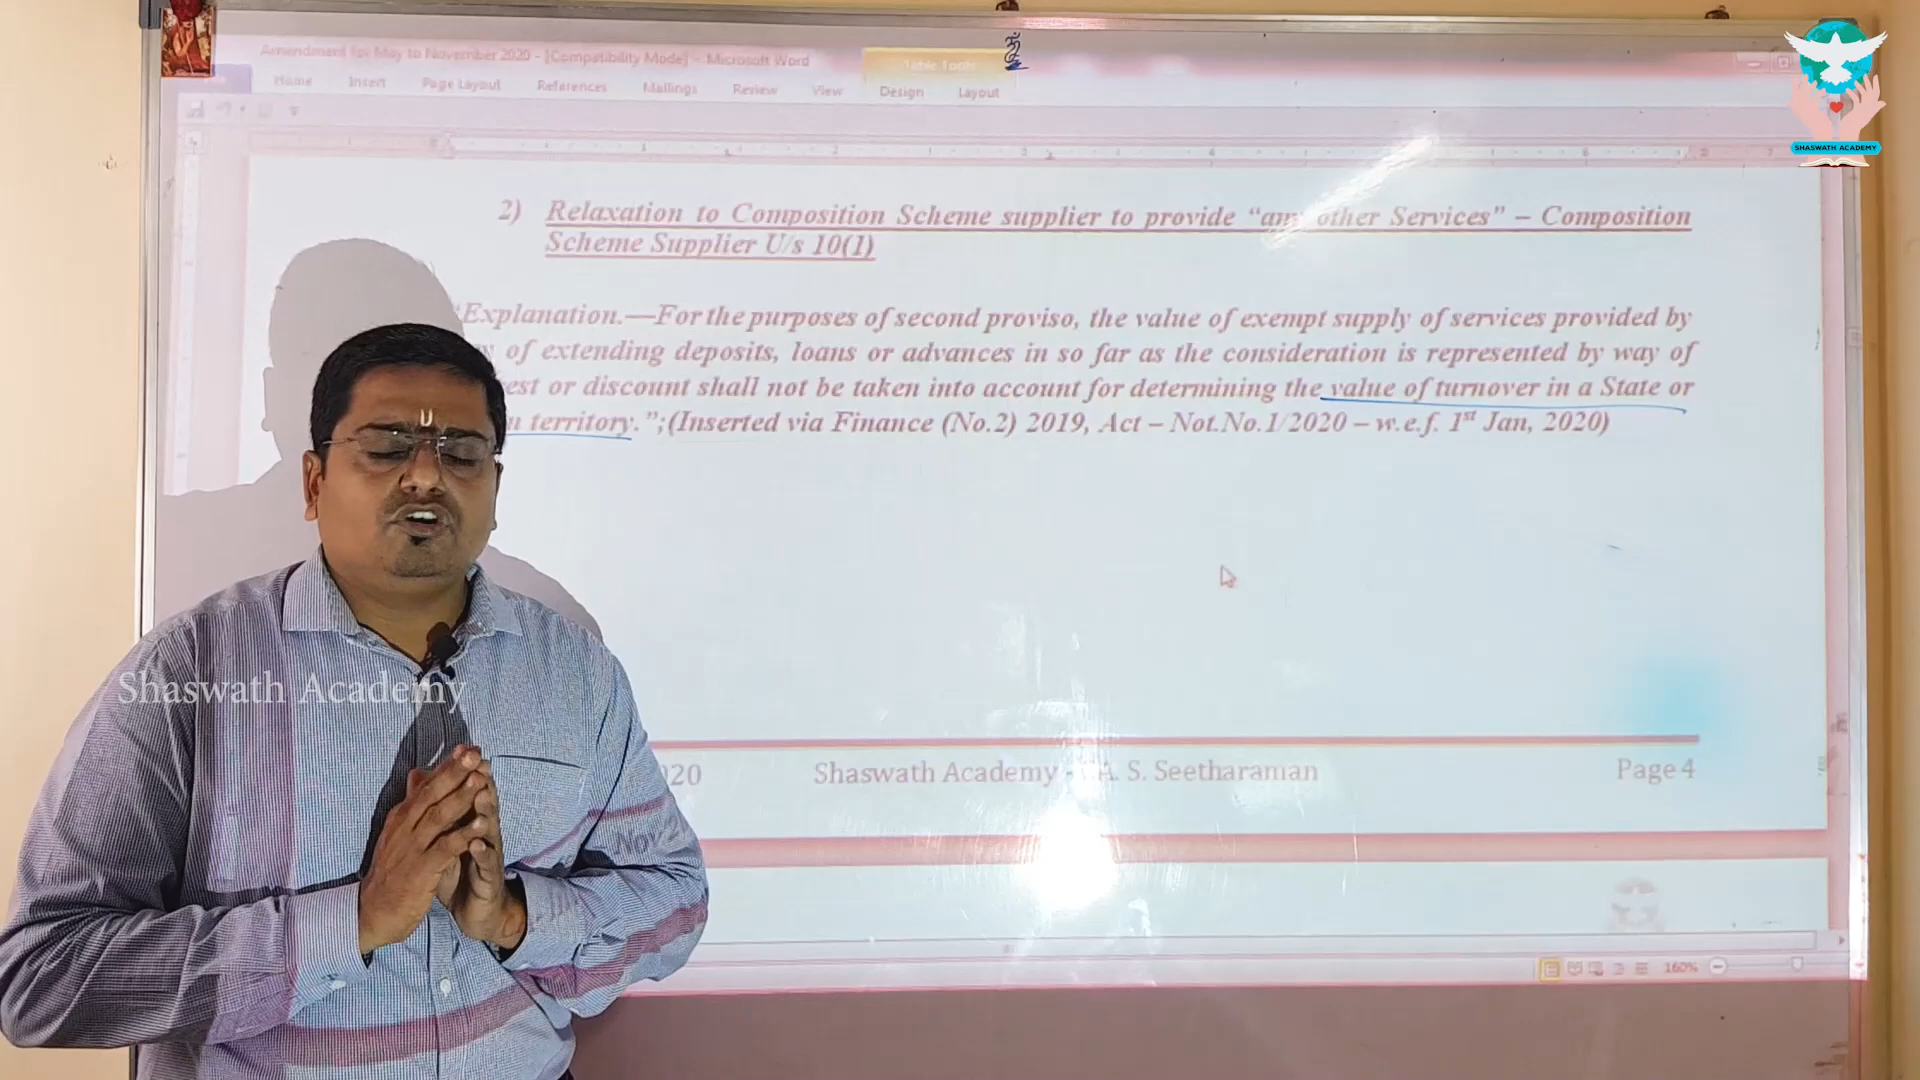 Amendment for May to November 2020 - [Compatibility Mode] - Microsoft Word
Table Tools
Home Insert Page Layout References Mailings Review View Design Layout
SHASWATH ACADEMY
2) Relaxation to Composition Scheme supplier to provide “any other Services” – Composition
Scheme Supplier U/s 10(1)
“Explanation.—For the purposes of second proviso, the value of exempt supply of services provided by
of extending deposits, loans or advances in so far as the consideration is represented by way of
est or discount shall not be taken into account for determining the value of turnover in a State or
n territory.”;(Inserted via Finance (No.2) 2019, Act – Not.No.1/2020 – w.e.f. 1st Jan, 2020)
Shaswath Academy
020 Shaswath Academy - CA. S. Seetharaman Page 4
Nov 2
160%